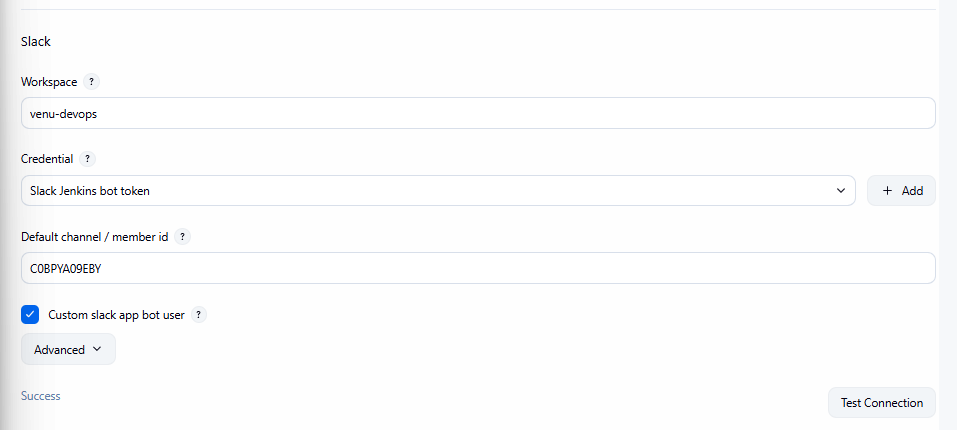 Slack
Workspace ?
venu-devops
Credential ?
Slack Jenkins bot token
+ Add
Default channel / member id ?
C0BPYA09EBY
Custom slack app bot user ?
Advanced
Success
Test Connection